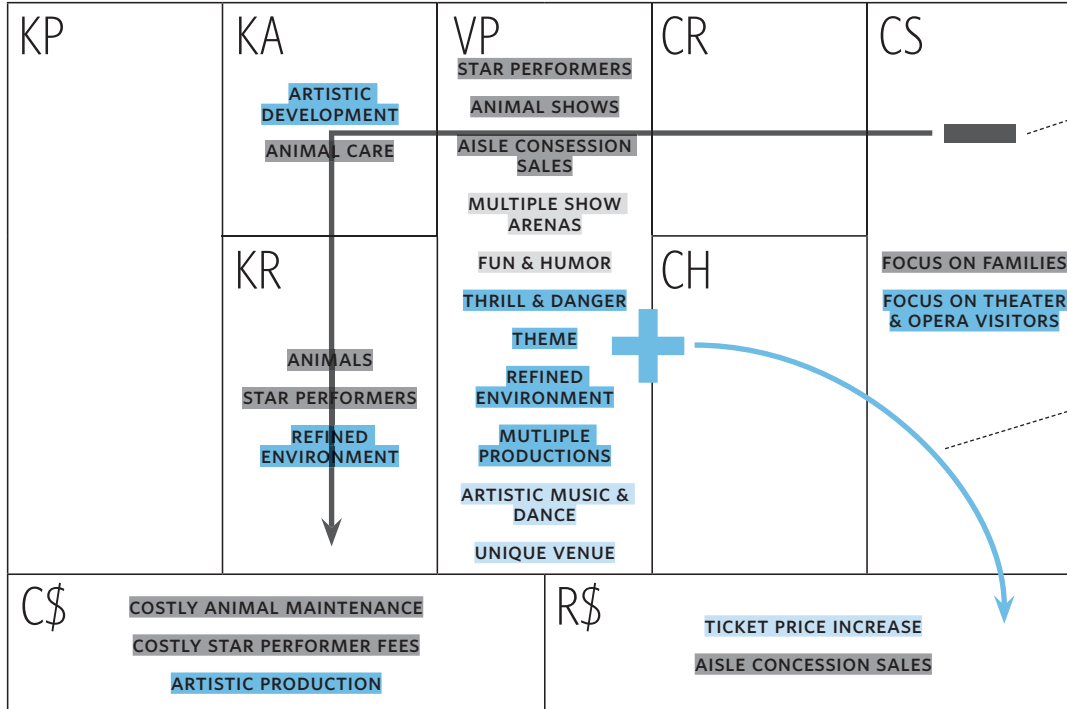 KP
KA
ARTISTIC
DEVELOPMENT
ANIMAL CARE
VP
STAR PERFORMERS
ANIMAL SHOWS
AISLE CONSESSION
SALES
MULTIPLE SHOW
ARENAS
FUN & HUMOR
THRILL & DANGER
THEME
REFINED
ENVIRONMENT
MUTLIPLE
PRODUCTIONS
ARTISTIC MUSIC &
DANCE
UNIQUE VENUE
CR
CS
FOCUS ON FAMILIES
FOCUS ON THEATER
& OPERA VISITORS
KR
ANIMALS
STAR PERFORMERS
REFINED
ENVIRONMENT
CH
C$
COSTLY ANIMAL MAINTENANCE
COSTLY STAR PERFORMER FEES
ARTISTIC PRODUCTION
R$
TICKET PRICE INCREASE
AISLE CONCESSION SALES